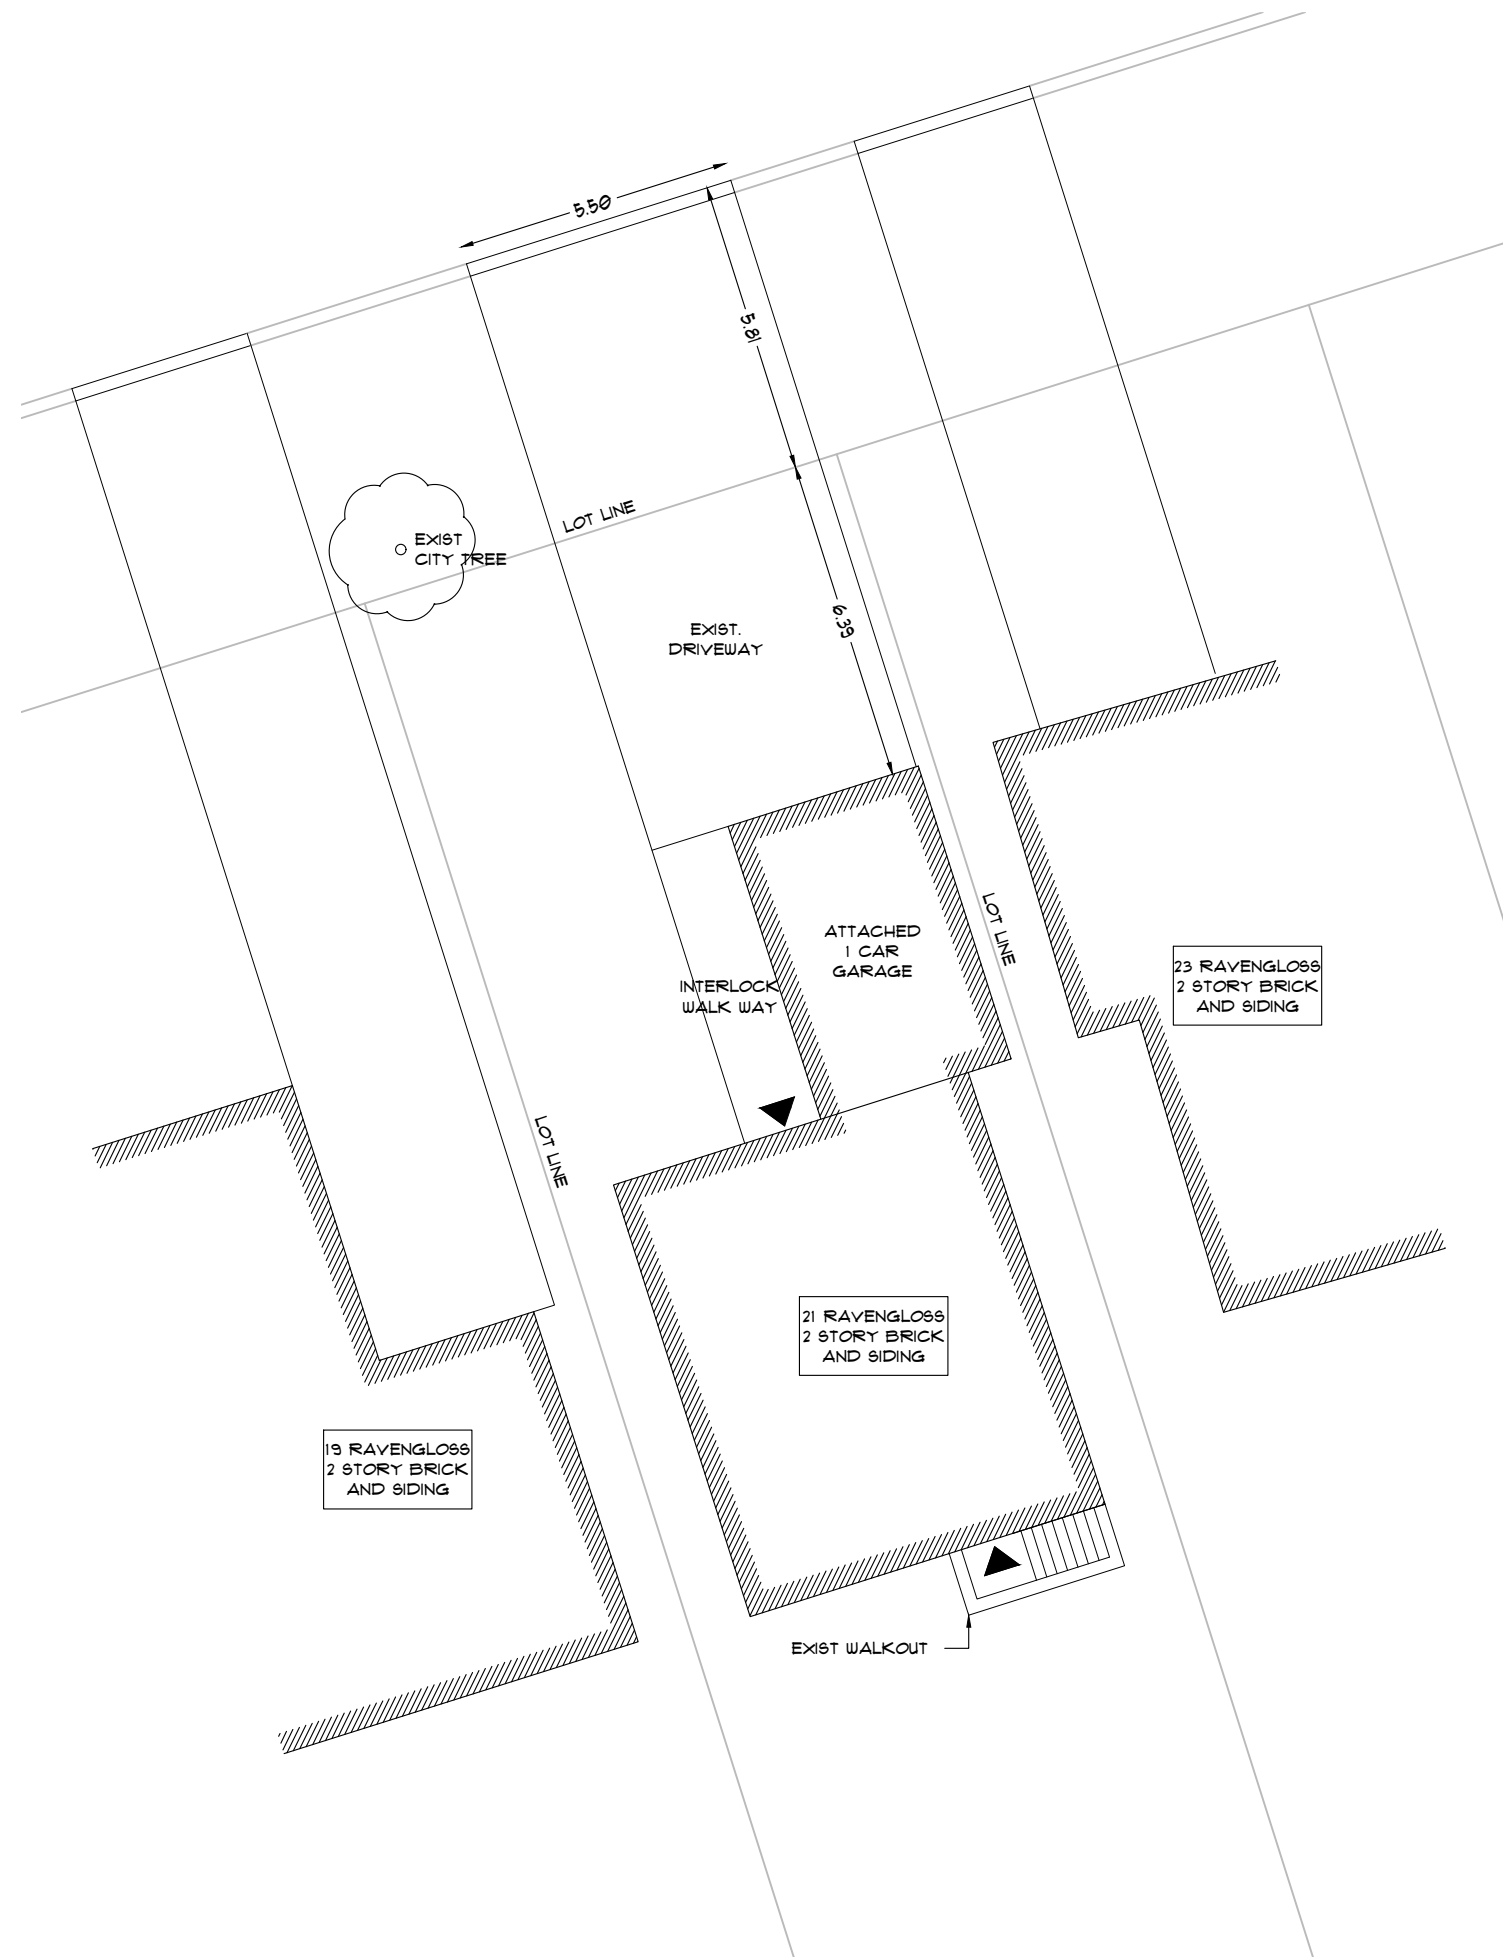 5.50
5.81
EXIST
CITY TREE
LOT LINE
EXIST.
DRIVEWAY
6.39
ATTACHED
1 CAR
GARAGE
LOT LINE
INTERLOCK
WALK WAY
23 RAVENGLOSS
2 STORY BRICK
AND SIDING
LOT LINE
21 RAVENGLOSS
2 STORY BRICK
AND SIDING
19 RAVENGLOSS
2 STORY BRICK
AND SIDING
EXIST WALKOUT